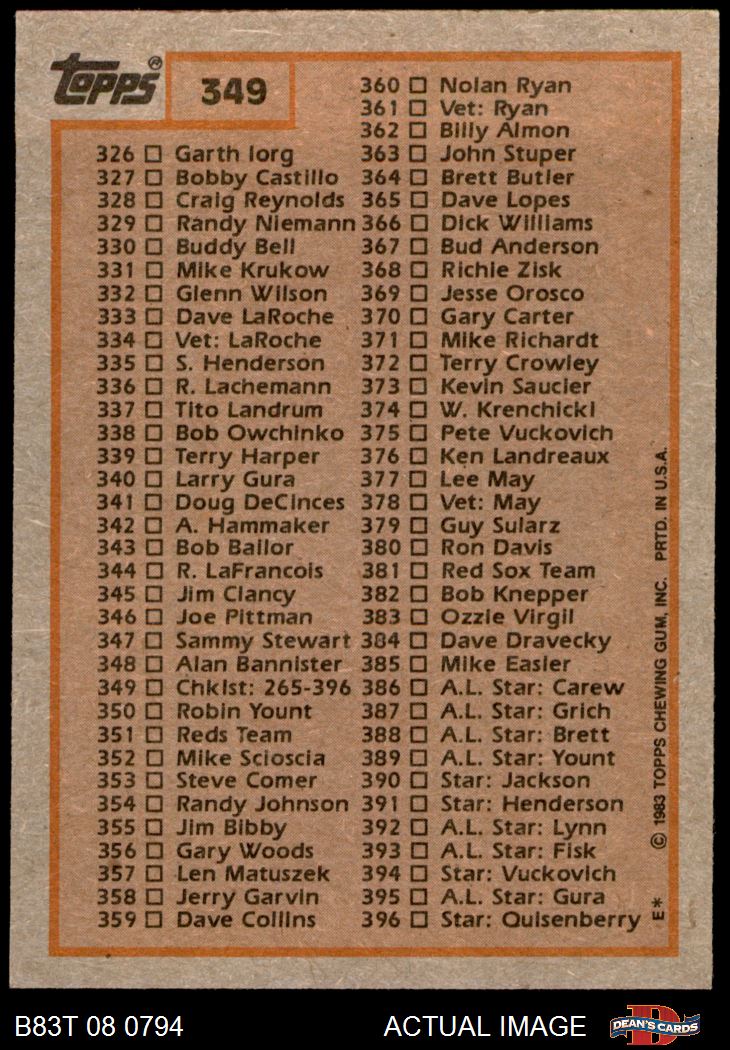 TOPPS®
349
326 Garth Iorg
327 Bobby Castillo
328 Craig Reynolds
329 Randy Niemann
330 Buddy Bell
331 Mike Krukow
332 Glenn Wilson
333 Dave LaRoche
334 Vet: LaRoche
335 S. Henderson
336 R. Lachemann
337 Tito Landrum
338 Bob Owchinko
339 Terry Harper
340 Larry Gura
341 Doug DeCinces
342 A. Hammaker
343 Bob Bailor
344 R. LaFrancois
345 Jim Clancy
346 Joe Pittman
347 Sammy Stewart
348 Alan Bannister
349 Chklst: 265-396
350 Robin Yount
351 Reds Team
352 Mike Scioscia
353 Steve Comer
354 Randy Johnson
355 Jim Bibby
356 Gary Woods
357 Len Matuszek
358 Jerry Garvin
359 Dave Collins
360 Nolan Ryan
361 Vet: Ryan
362 Billy Almon
363 John Stuper
364 Brett Butler
365 Dave Lopes
366 Dick Williams
367 Bud Anderson
368 Richie Zisk
369 Jesse Orosco
370 Gary Carter
371 Mike Richardt
372 Terry Crowley
373 Kevin Saucier
374 W. Krenchicki
375 Pete Vuckovich
376 Ken Landreaux
377 Lee May
378 Vet: May
379 Guy Sularz
380 Ron Davis
381 Red Sox Team
382 Bob Knepper
383 Ozzie Virgil
384 Dave Dravecky
385 Mike Easler
386 A.L. Star: Carew
387 A.L. Star: Grich
388 A.L. Star: Brett
389 A.L. Star: Yount
390 Star: Jackson
391 Star: Henderson
392 A.L. Star: Lynn
393 A.L. Star: Fisk
394 Star: Vuckovich
395 A.L. Star: Gura
396 Star: Quisenberry
E* © 1983 TOPPS CHEWING GUM, INC. PRTD. IN U.S.A.
B83T 08 0794
ACTUAL IMAGE
D
DEAN'S CARDS